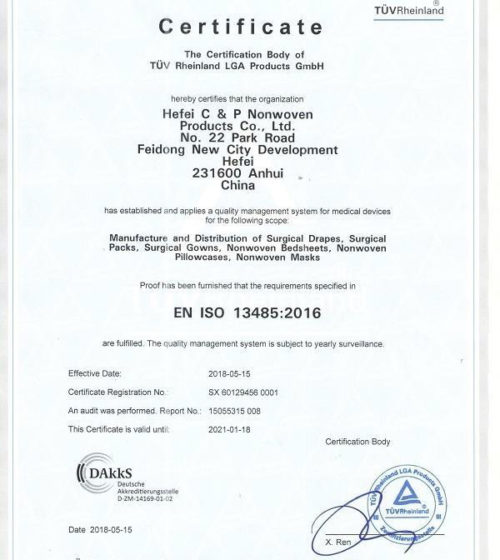 TÜVRheinland
Certificate
The Certification Body of
TÜV Rheinland LGA Products GmbH
hereby certifies that the organization
Hefei C & P Nonwoven
Products Co., Ltd.
No. 22 Park Road
Feidong New City Development
Hefei
231600 Anhui
China
has established and applies a quality management system for medical devices
for the following scope:
Manufacture and Distribution of Surgical Drapes, Surgical
Packs, Surgical Gowns, Nonwoven Bedsheets, Nonwoven
Pillowcases, Nonwoven Masks
Proof has been furnished that the requirements specified in
EN ISO 13485:2016
are fulfilled. The quality management system is subject to yearly surveillance.
Effective Date: 2018-05-15
Certificate Registration No.: SX 60129456 0001
An audit was performed. Report No.: 15055315 008
This Certificate is valid until: 2021-01-18
Certification Body
DAkkS
Deutsche
Akkreditierungsstelle
D-ZM-14169-01-02
TÜV Rheinland LGA Products GmbH
TÜVRheinland
Zertifizierungsstelle
Date 2018-05-15
X. Ren